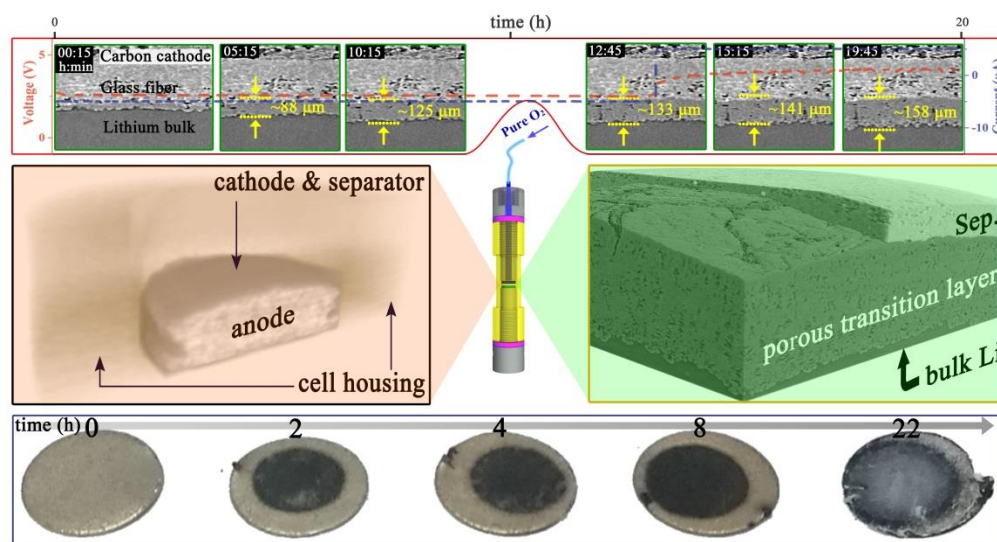 time (h)
0
20
5
Voltage (V)
0
00:15
h:min
Carbon cathode
Glass fiber
Lithium bulk
05:15
~88 µm
10:15
~125 µm
Pure O₂
12:45
~133 µm
15:15
~141 µm
19:45
~158 µm
0
-10
cathode & separator
anode
cell housing
Sep.
porous transition layer
bulk Li
time (h) 0 2 4 8 22